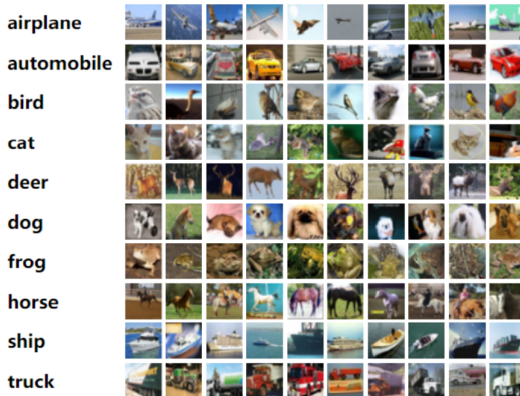 airplane
automobile
bird
cat
deer
dog
frog
horse
ship
truck